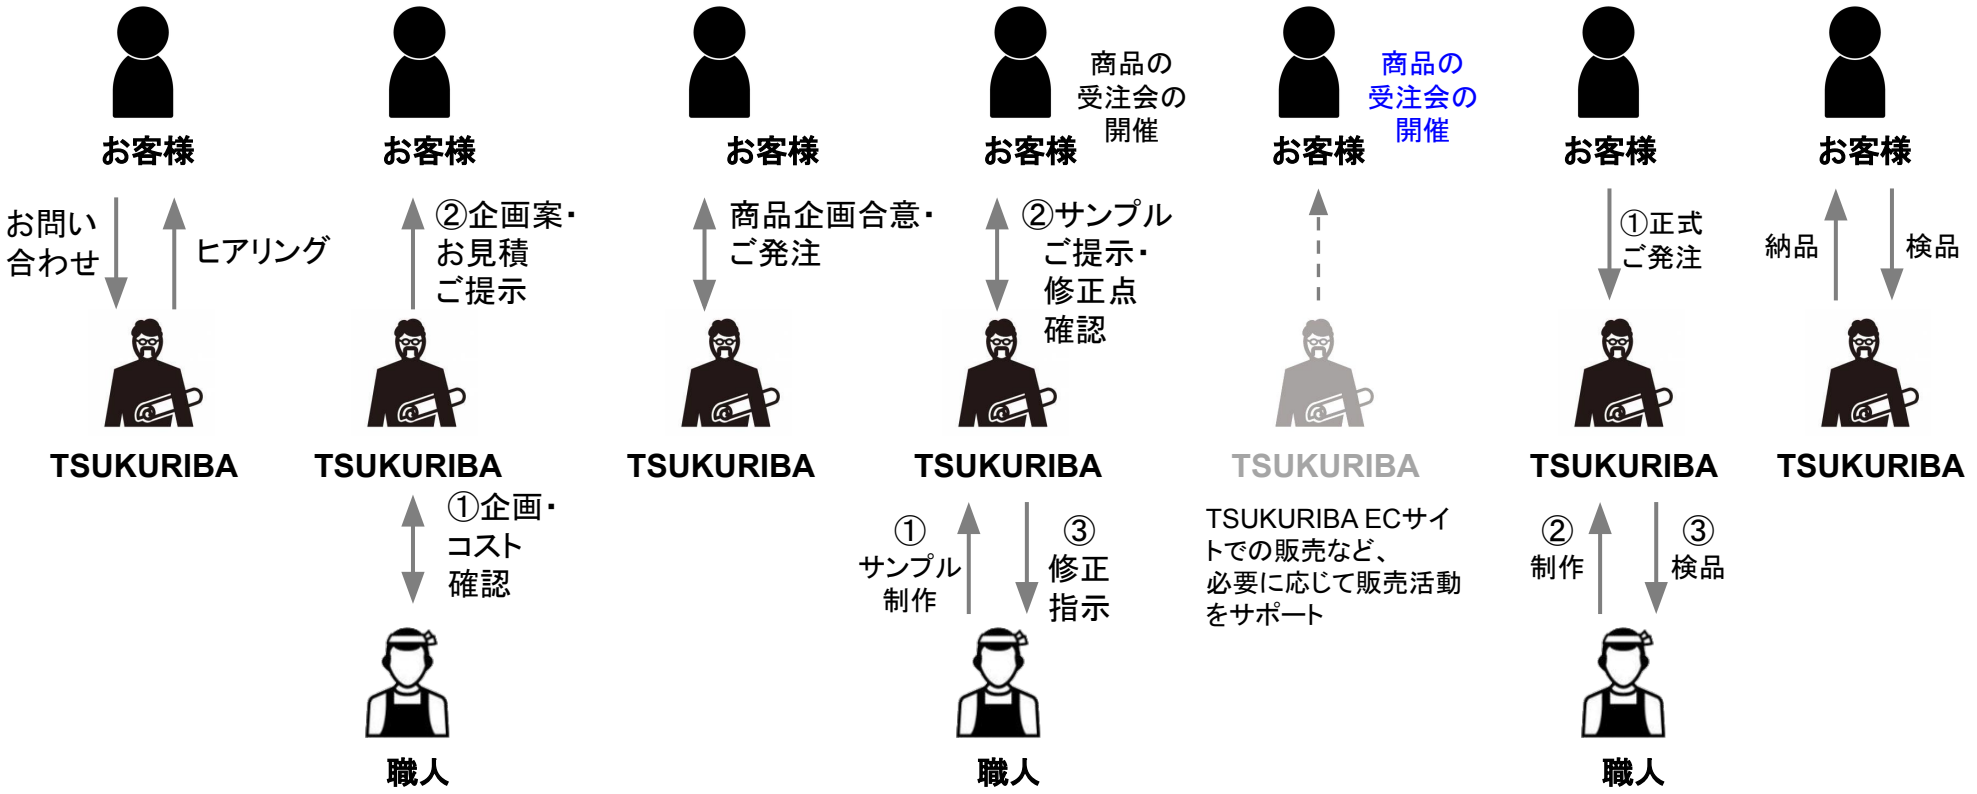 お客様
お問い
合わせ
ヒアリング
TSUKURIBA
お客様
②企画案・
お見積
ご提示
TSUKURIBA
①企画・
コスト
確認
職人
お客様
商品企画合意・
ご発注
TSUKURIBA
商品の
受注会の
開催
お客様
②サンプル
ご提示・
修正点
確認
TSUKURIBA
①
サンプル
制作
③
修正
指示
職人
商品の
受注会の
開催
お客様
TSUKURIBA
TSUKURIBA ECサイ
トでの販売など、
必要に応じて販売活動
をサポート
お客様
①正式
ご発注
TSUKURIBA
②
制作
③
検品
職人
お客様
納品
検品
TSUKURIBA